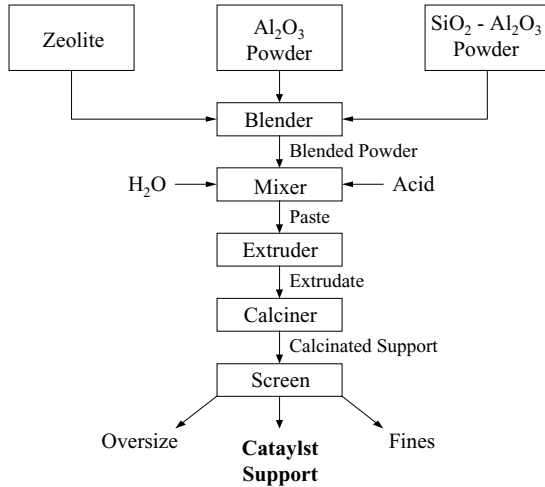 Zeolite
Al₂O₃
Powder
SiO₂ - Al₂O₃
Powder
Blender
Blended Powder
H₂O
Mixer
Acid
Paste
Extruder
Extrudate
Calciner
Calcinated Support
Screen
Oversize
Cataylst
Support
Fines